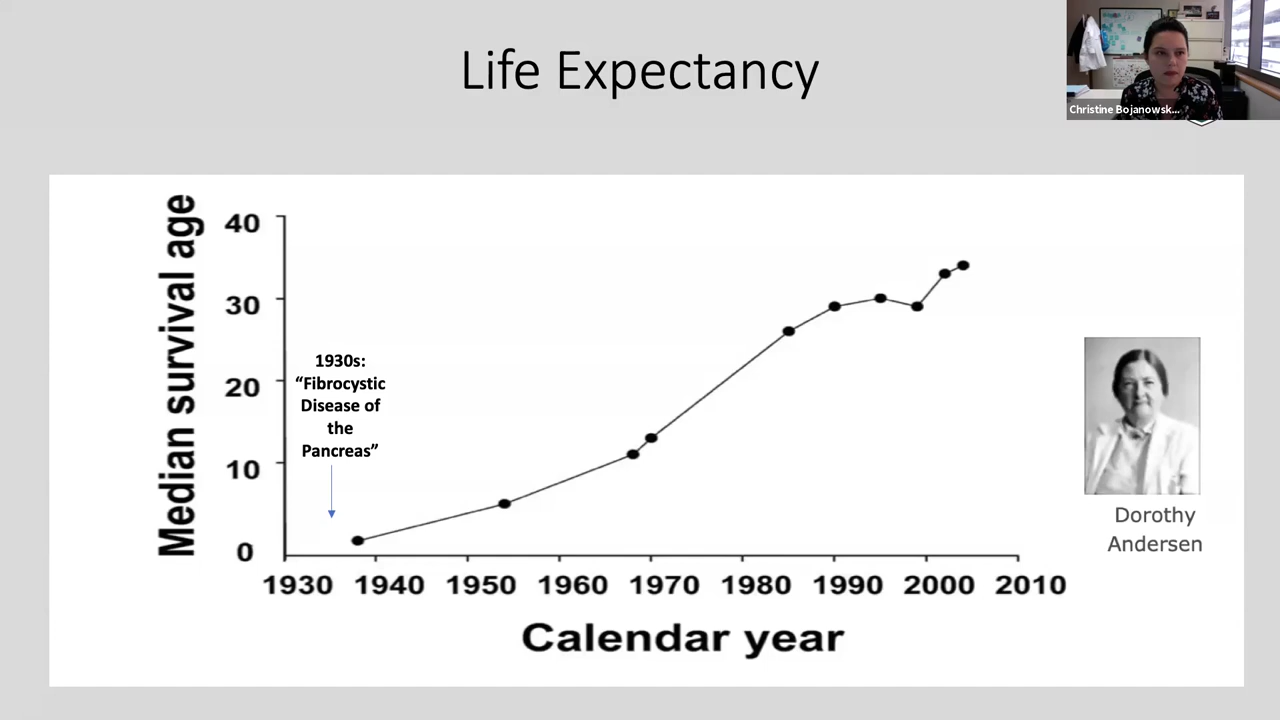 Life Expectancy
Christine Bojanowsk...
Median survival age
40
30
20
10
0
1930s:
“Fibrocystic
Disease of
the
Pancreas”
1930 1940 1950 1960 1970 1980 1990 2000 2010
Calendar year
Dorothy
Andersen